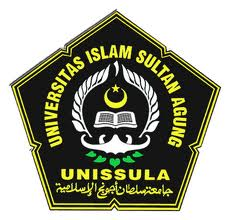 UNIVERSITAS ISLAM SULTAN AGUNG
UNISSULA
جامعة سلطان أجونج الإسلامية